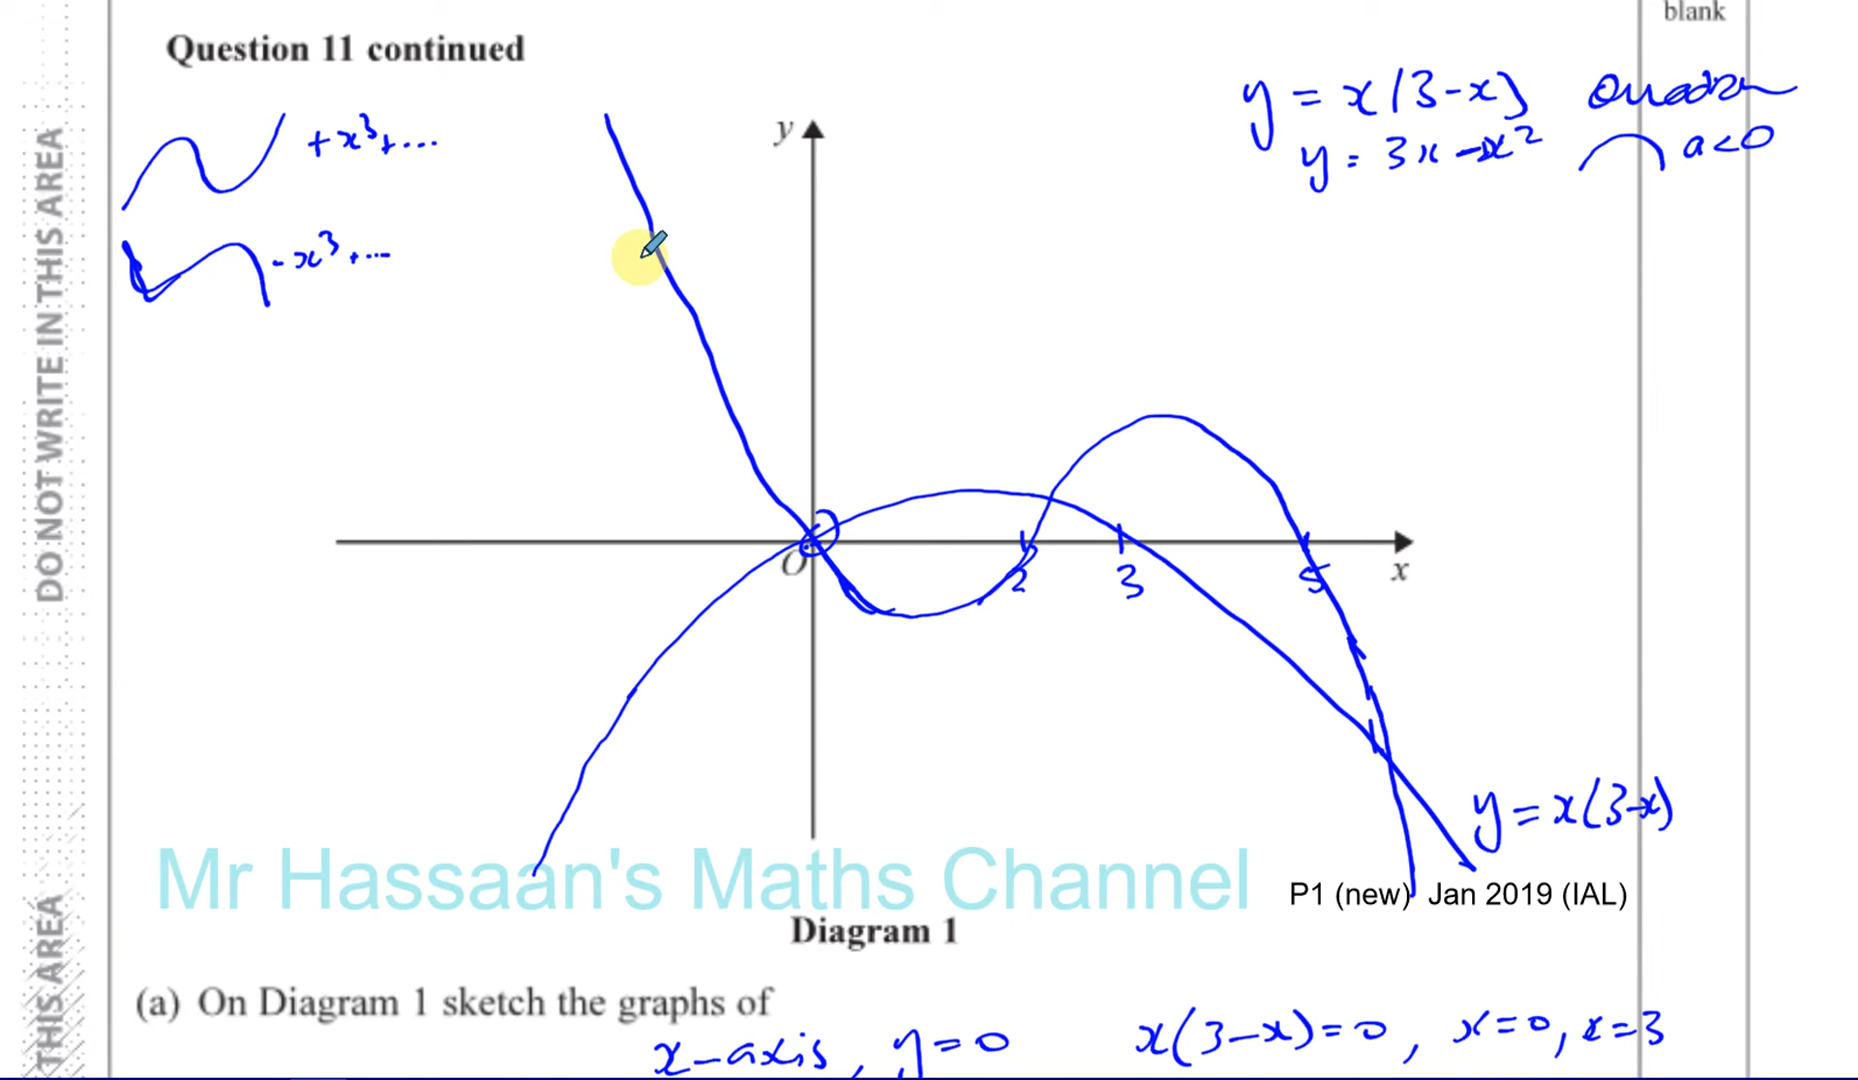 blank
Question 11 continued
y = x(3-x)
y = 3x - x² a<0
+x³+...
-x³+...
DO NOT WRITE IN THIS AREA
y
O
2
3
5
x
y = x(3-x)
Mr Hassaan's Maths Channel
P1 (new) Jan 2019 (IAL)
Diagram 1
THIS AREA
(a) On Diagram 1 sketch the graphs of
x-axis, y=0 x(3-x)=0, x=0, x=3